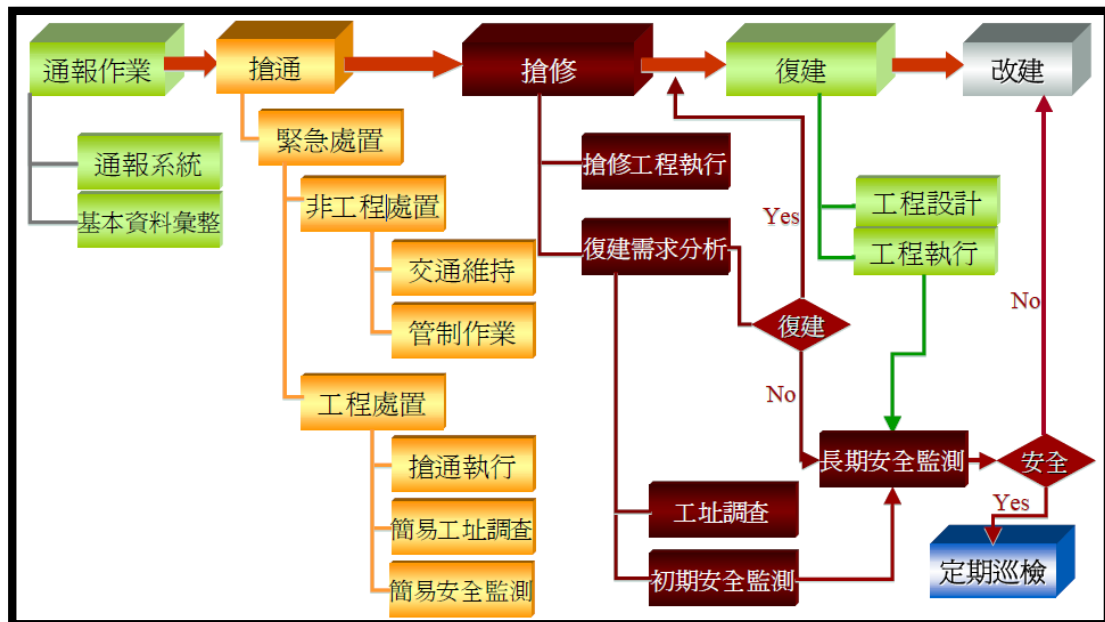 通報作業
搶通
搶修
復建
改建
通報系統
基本資料彙整
緊急處置
非工程處置
交通維持
管制作業
工程處置
搶通執行
簡易工址調查
簡易安全監測
搶修工程執行
復建需求分析
工址調查
初期安全監測
復建
Yes
No
工程設計
工程執行
長期安全監測
安全
No
Yes
定期巡檢